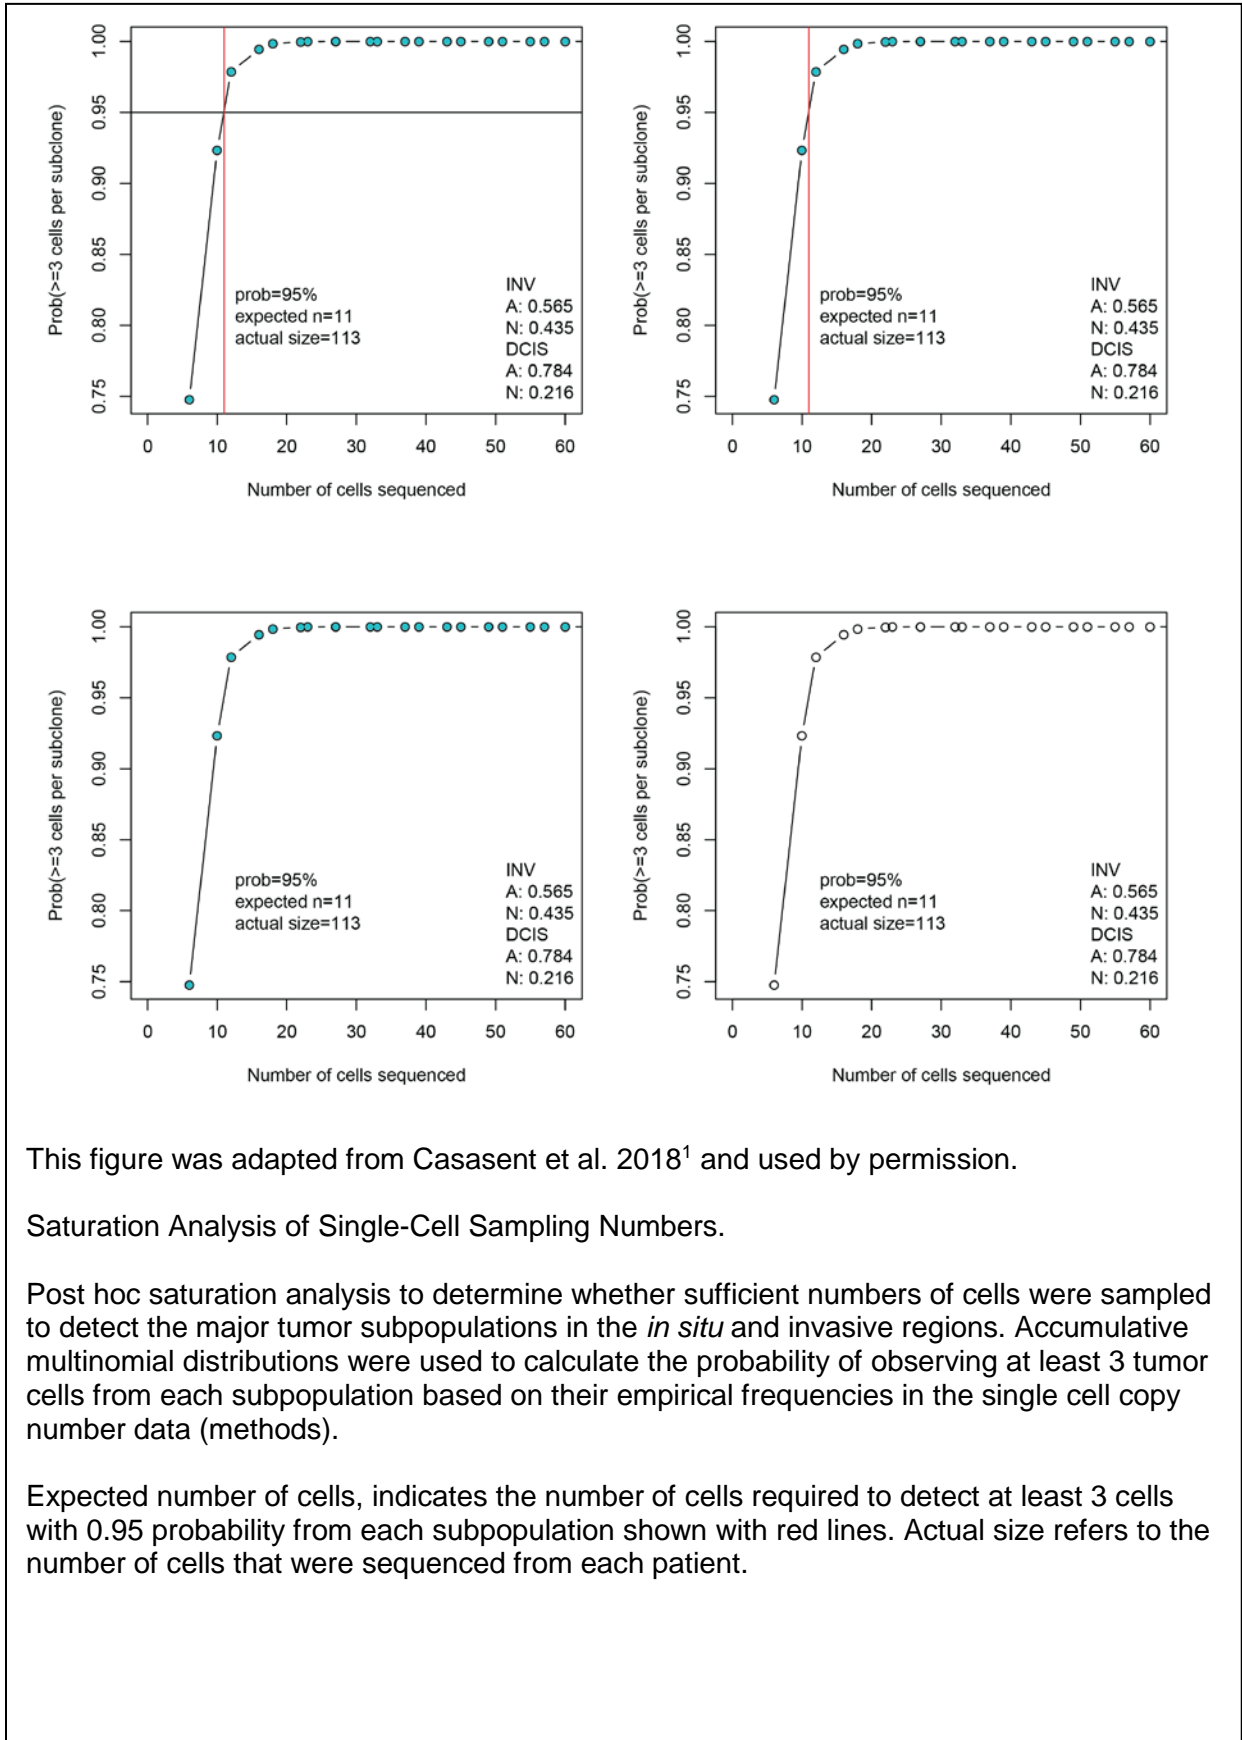 Prob(>=3 cells per subclone)
1.00
0.95
0.90
0.85
0.80
0.75
prob=95%
expected n=11
actual size=113
INV
A: 0.565
N: 0.435
DCIS
A: 0.784
N: 0.216
0 10 20 30 40 50 60
Number of cells sequenced
Prob(>=3 cells per subclone)
1.00
0.95
0.90
0.85
0.80
0.75
prob=95%
expected n=11
actual size=113
INV
A: 0.565
N: 0.435
DCIS
A: 0.784
N: 0.216
0 10 20 30 40 50 60
Number of cells sequenced
Prob(>=3 cells per subclone)
1.00
0.95
0.90
0.85
0.80
0.75
prob=95%
expected n=11
actual size=113
INV
A: 0.565
N: 0.435
DCIS
A: 0.784
N: 0.216
0 10 20 30 40 50 60
Number of cells sequenced
Prob(>=3 cells per subclone)
1.00
0.95
0.90
0.85
0.80
0.75
prob=95%
expected n=11
actual size=113
INV
A: 0.565
N: 0.435
DCIS
A: 0.784
N: 0.216
0 10 20 30 40 50 60
Number of cells sequenced
This figure was adapted from Casasent et al. 2018¹ and used by permission.
Saturation Analysis of Single-Cell Sampling Numbers.
Post hoc saturation analysis to determine whether sufficient numbers of cells were sampled
to detect the major tumor subpopulations in the in situ and invasive regions. Accumulative
multinomial distributions were used to calculate the probability of observing at least 3 tumor
cells from each subpopulation based on their empirical frequencies in the single cell copy
number data (methods).
Expected number of cells, indicates the number of cells required to detect at least 3 cells
with 0.95 probability from each subpopulation shown with red lines. Actual size refers to the
number of cells that were sequenced from each patient.